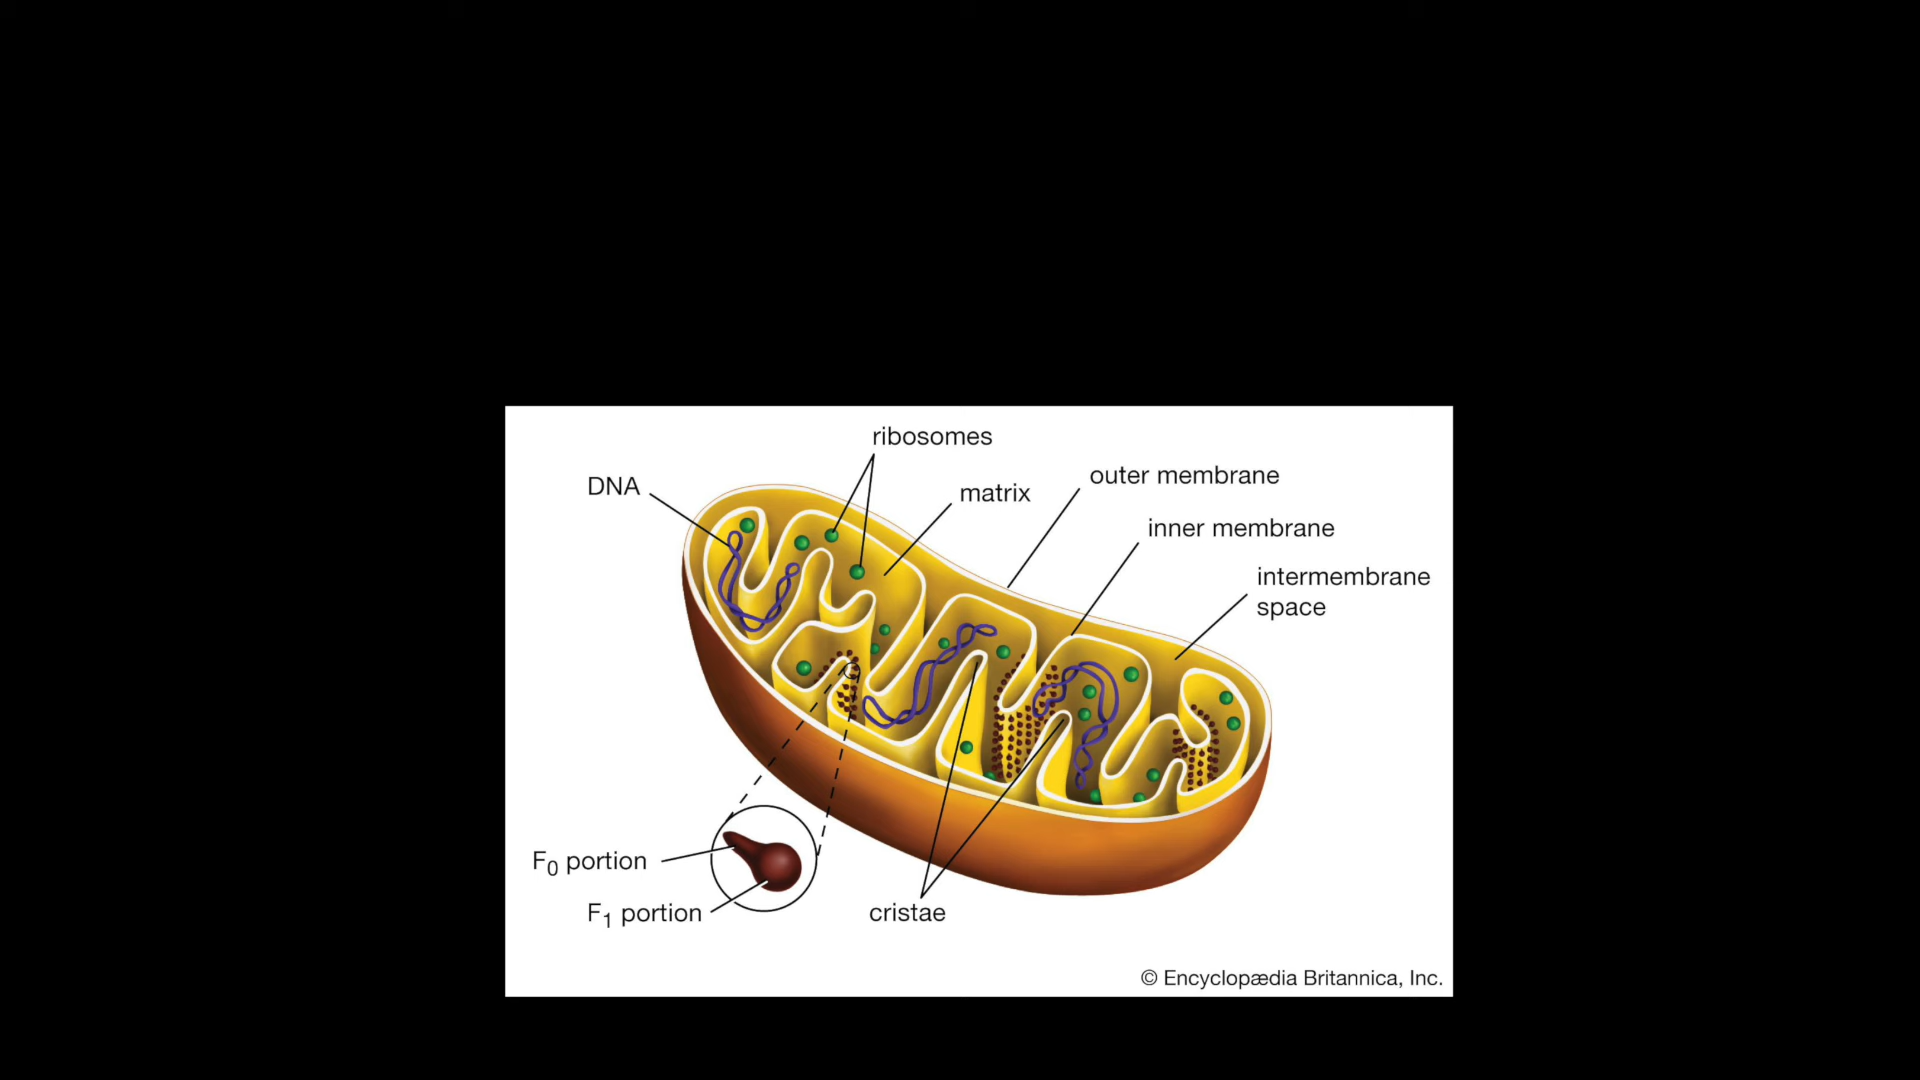 ribosomes
DNA
matrix
outer membrane
inner membrane
intermembrane
space
F0 portion
F1 portion
cristae
© Encyclopædia Britannica, Inc.